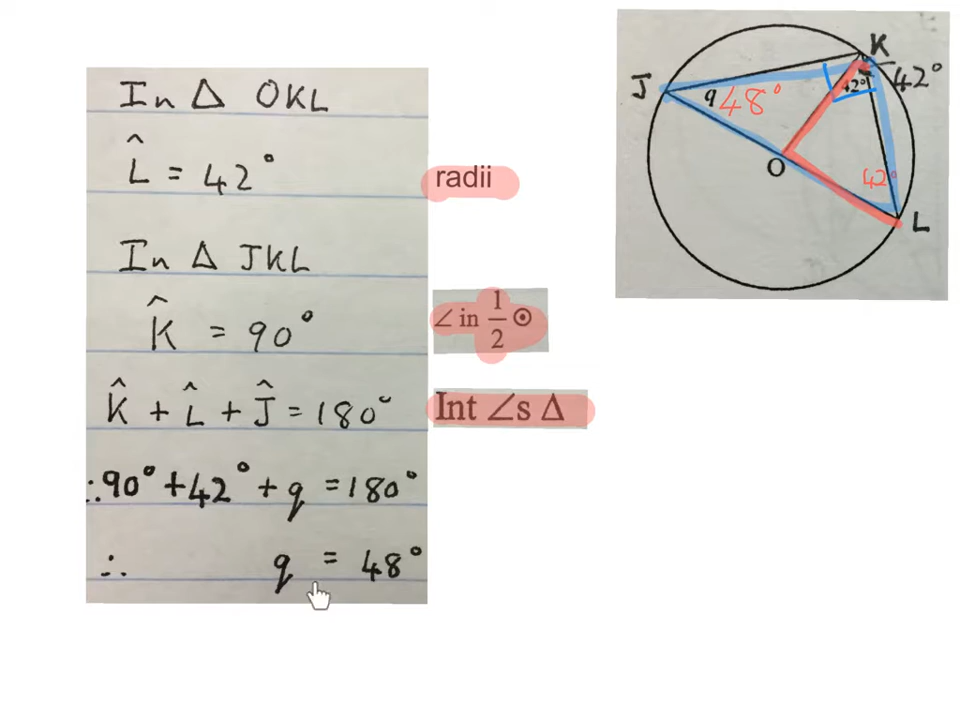 In Δ OKL
L̂ = 42°
radii
In Δ JKL
K̂ = 90°
∠ in 1/2 ⊙
K̂ + L̂ + Ĵ = 180°
Int ∠s Δ
∴ 90° + 42° + q = 180°
∴ q = 48°
K
42°
J
q 48°
42°
O
42°
L